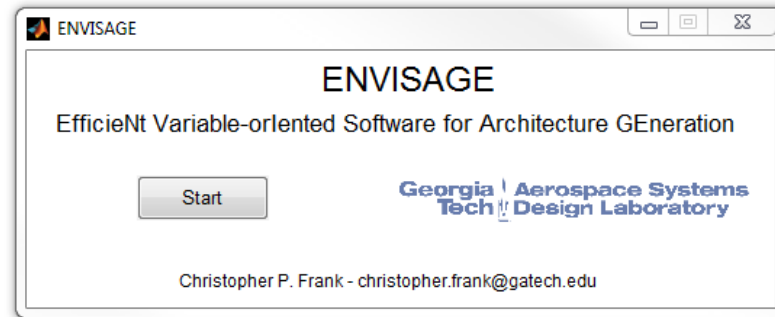 ENVISAGE
ENVISAGE
EfficieNt Variable-orIented Software for Architecture GEneration
Start
Georgia Tech
Aerospace Systems
Design Laboratory
Christopher P. Frank - christopher.frank@gatech.edu